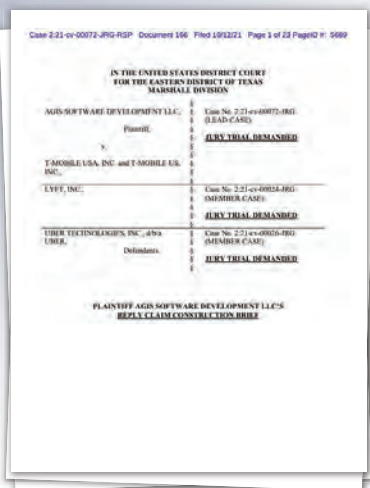 Case 2:21-cv-00072-JRG-RSP Document 166 Filed 10/12/21 Page 1 of 23 PageID #: 5689
IN THE UNITED STATES DISTRICT COURT
FOR THE EASTERN DISTRICT OF TEXAS
MARSHALL DIVISION
AGIS SOFTWARE DEVELOPMENT LLC, § Case No. 2:21-cv-00072-JRG
§ (LEAD CASE)
Plaintiff, §
§ JURY TRIAL DEMANDED
v. §
T-MOBILE USA, INC. and T-MOBILE US, §
INC., §
LYFT, INC., § Case No. 2:21-cv-00024-JRG
§ (MEMBER CASE)
§ JURY TRIAL DEMANDED
UBER TECHNOLOGIES, INC., d/b/a § Case No. 2:21-cv-00026-JRG
UBER, § (MEMBER CASE)
Defendants. §
§ JURY TRIAL DEMANDED
PLAINTIFF AGIS SOFTWARE DEVELOPMENT LLC'S
REPLY CLAIM CONSTRUCTION BRIEF